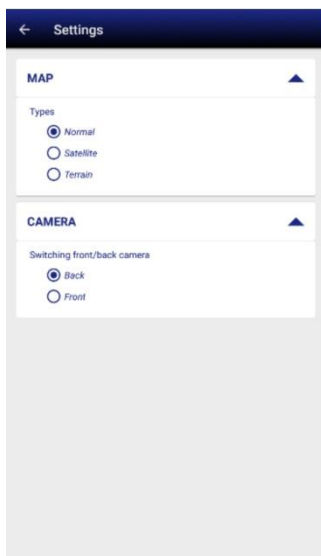 Settings
MAP
Types
Normal
Satellite
Terrain
CAMERA
Switching front/back camera
Back
Front